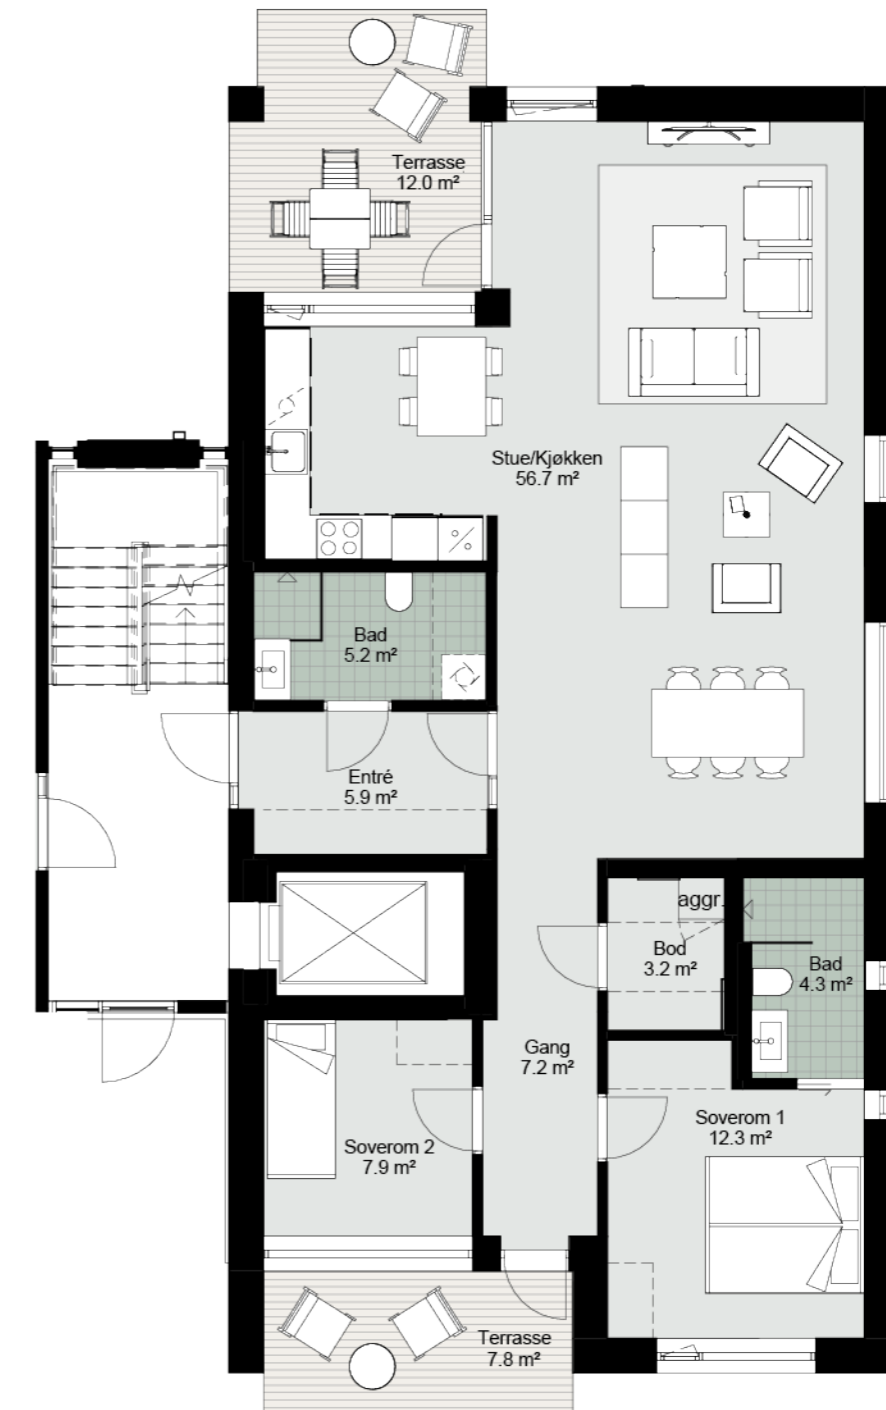 Terrasse
12.0 m²
Stue/Kjøkken
56.7 m²
Bad
5.2 m²
Entré
5.9 m²
aggr.
Bod
3.2 m²
Bad
4.3 m²
Gang
7.2 m²
Soverom 1
12.3 m²
Soverom 2
7.9 m²
Terrasse
7.8 m²